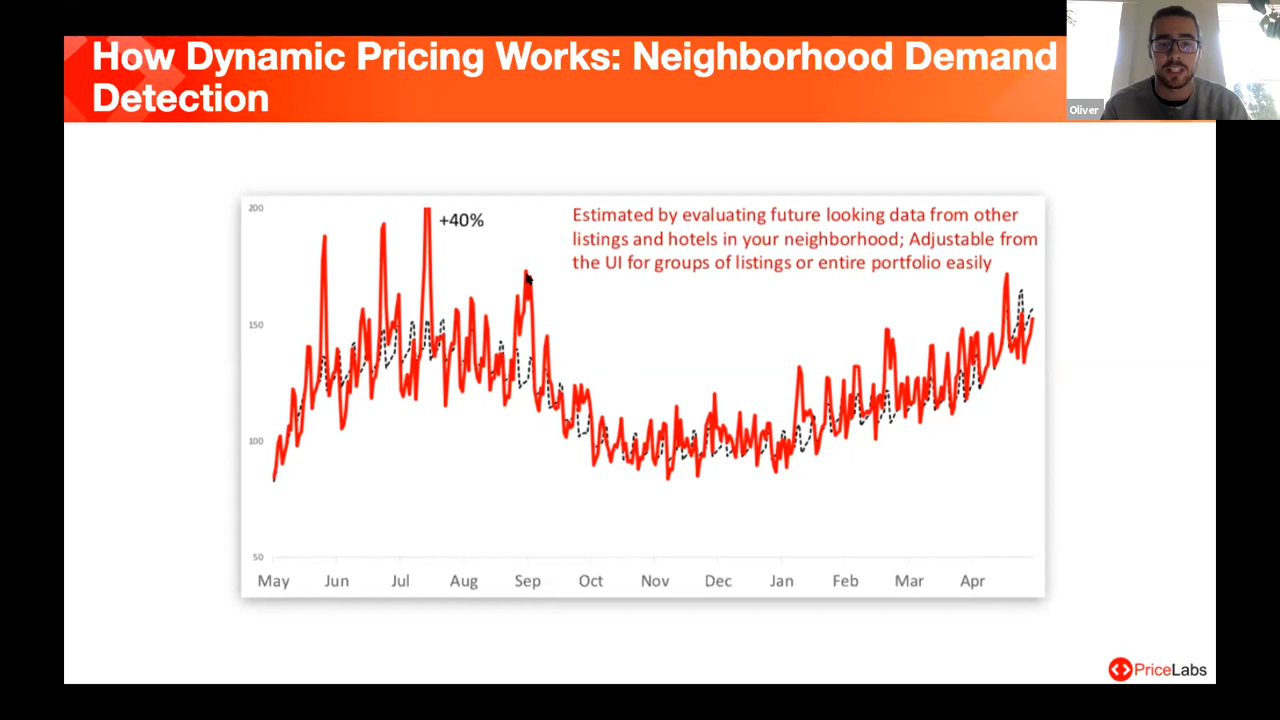 How Dynamic Pricing Works: Neighborhood Demand
Detection
Oliver
200
+40%
Estimated by evaluating future looking data from other
listings and hotels in your neighborhood; Adjustable from
the UI for groups of listings or entire portfolio easily
150
100
50
May Jun Jul Aug Sep Oct Nov Dec Jan Feb Mar Apr
PriceLabs